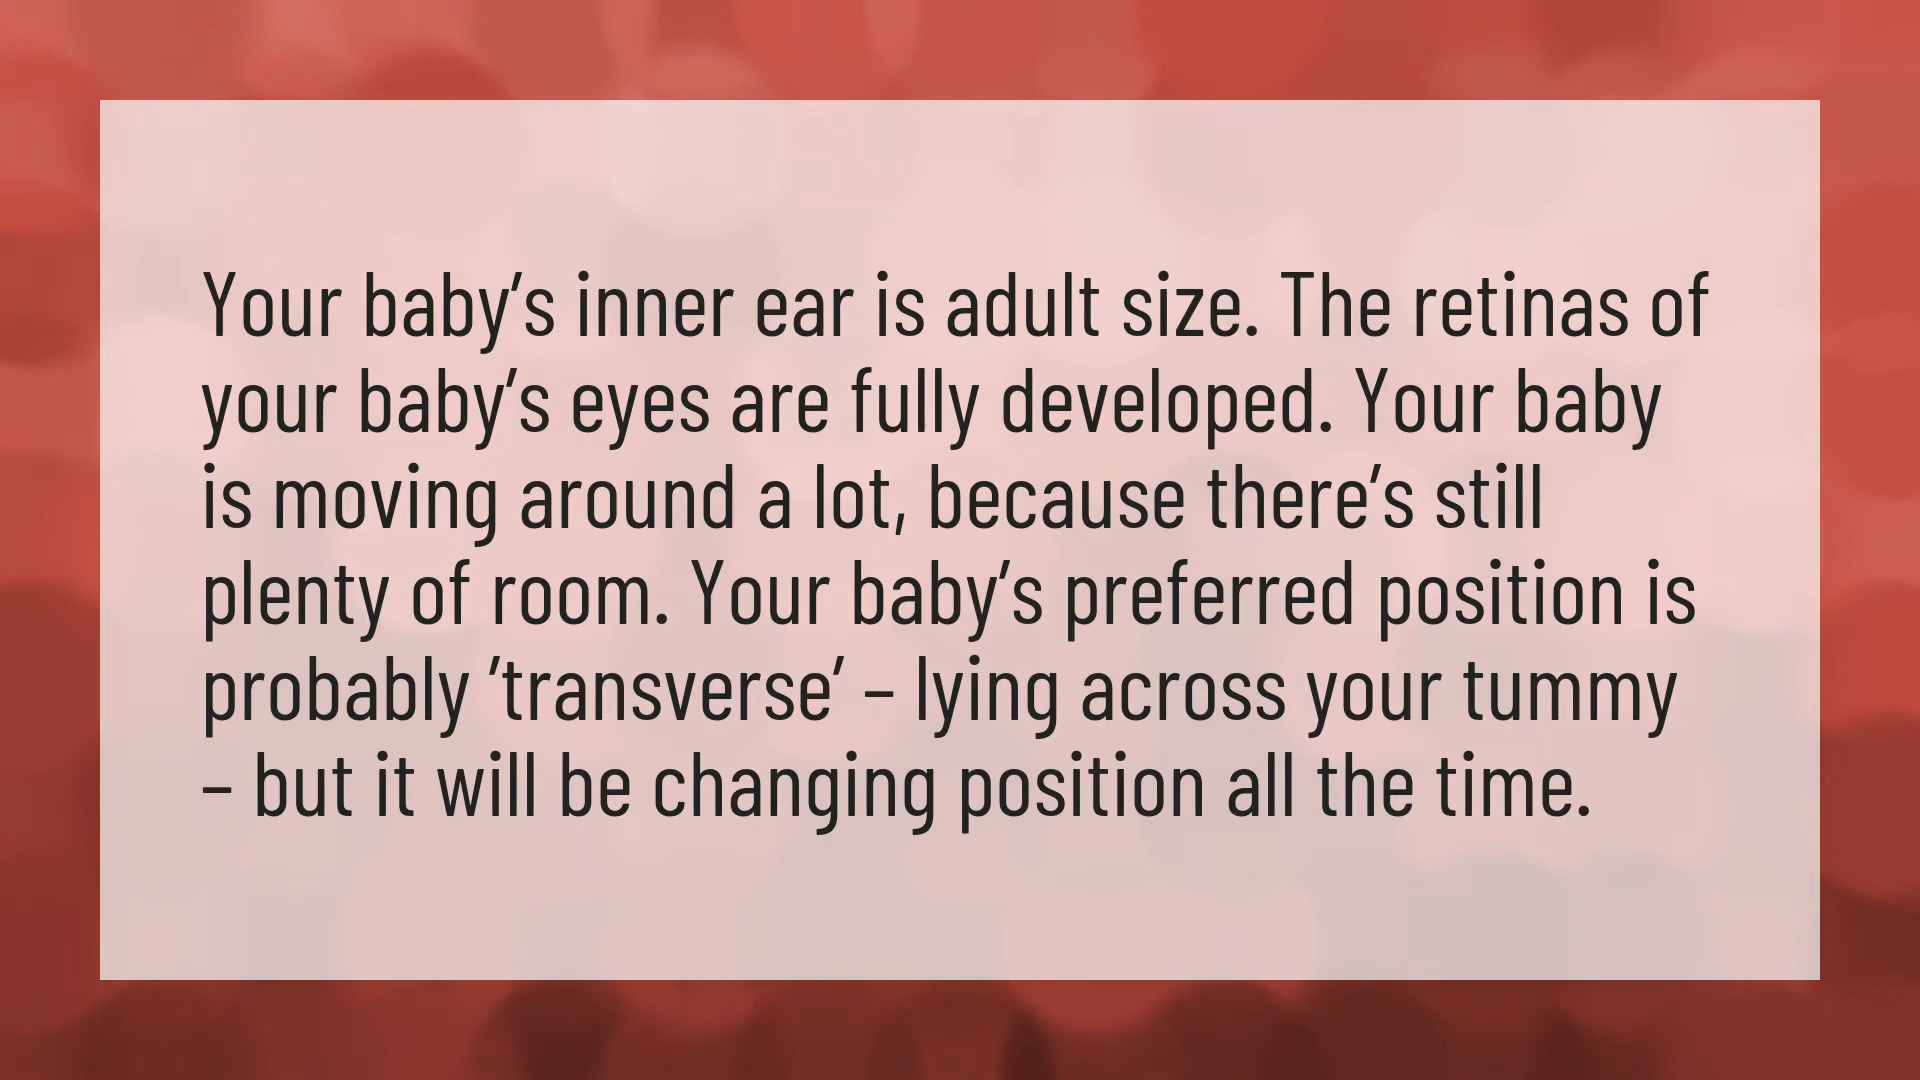 Your baby's inner ear is adult size. The retinas of
your baby's eyes are fully developed. Your baby
is moving around a lot, because there's still
plenty of room. Your baby's preferred position is
probably 'transverse' – lying across your tummy
– but it will be changing position all the time.